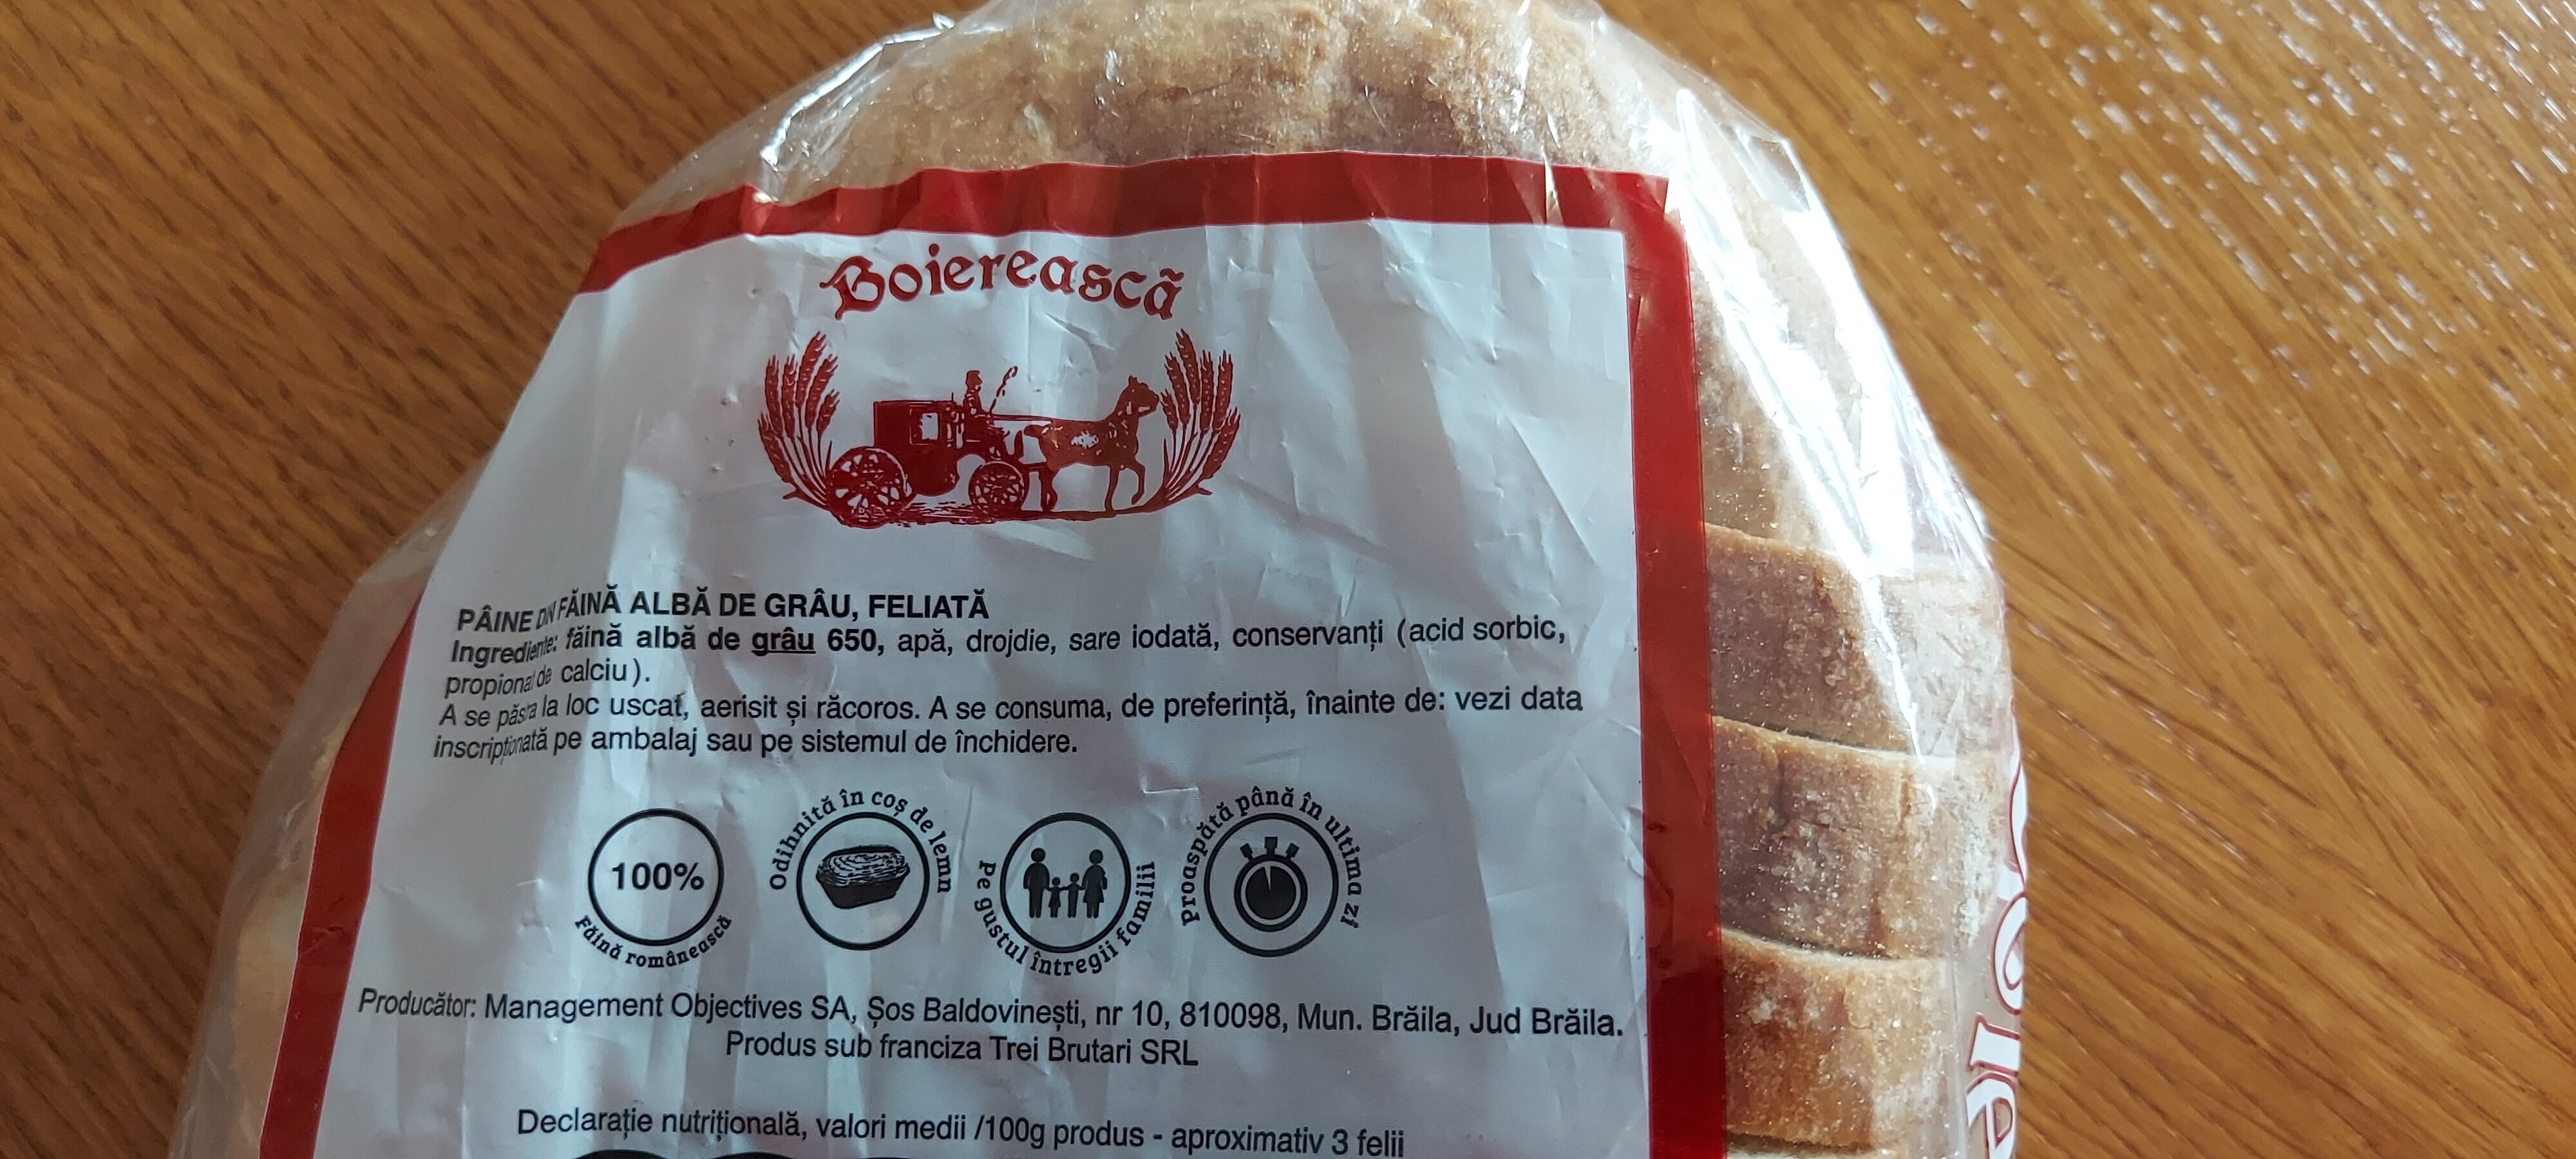 Boierească
PÂINE DIN FĂINĂ ALBĂ DE GRÂU, FELIATĂ
Ingrediente: făină albă de grâu 650, apă, drojdie, sare iodată, conservanți (acid sorbic,
propionat de calciu).
A se păstra la loc uscat, aerisit și răcoros. A se consuma, de preferință, înainte de: vezi data
inscripționată pe ambalaj sau pe sistemul de închidere.
100%
Făină românească
Odihnită în coș de lemn
Pe gustul întregii familii
Proaspătă până în ultima zi
Producător: Management Objectives SA, Șos Baldovinești, nr 10, 810098, Mun. Brăila, Jud Brăila.
Produs sub franciza Trei Brutari SRL
Declarație nutrițională, valori medii /100g produs - aproximativ 3 felii